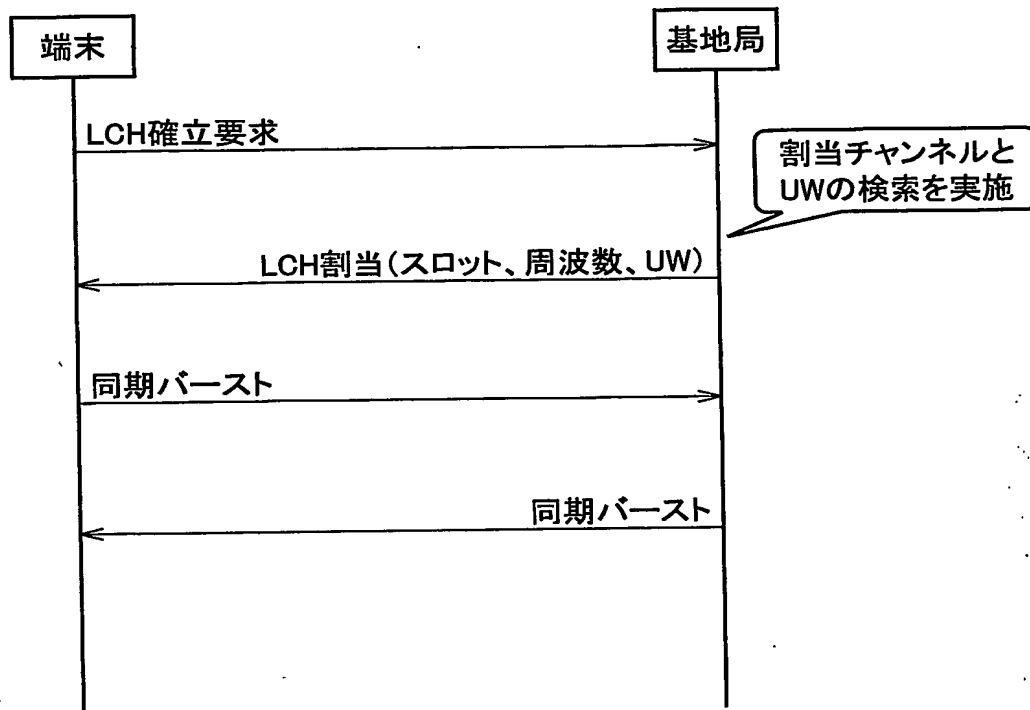 端末
基地局
LCH確立要求
割当チャンネルと
UWの検索を実施
LCH割当(スロット、周波数、UW)
同期バースト
同期バースト